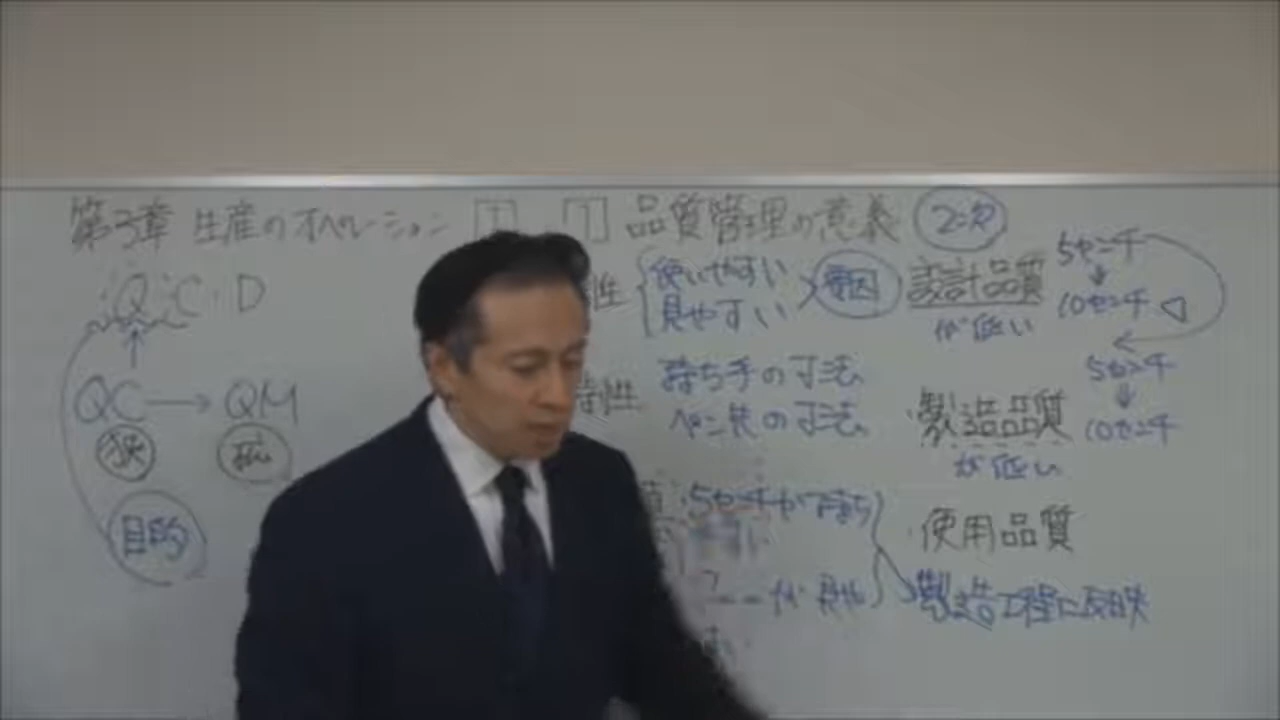 第3章 生産のオペレーション 1 1 品質管理の意義 2次
Q・C・D
QC → QM
狭 広
目的
性 使いやすい
見やすい
要因
特性 持ち手の寸法
ペン先の寸法
5センチが
が
設計品質
が低い
5センチ
↓
10センチ
製造品質
が低い
5センチ
↓
10センチ
使用品質
製造工程に反映